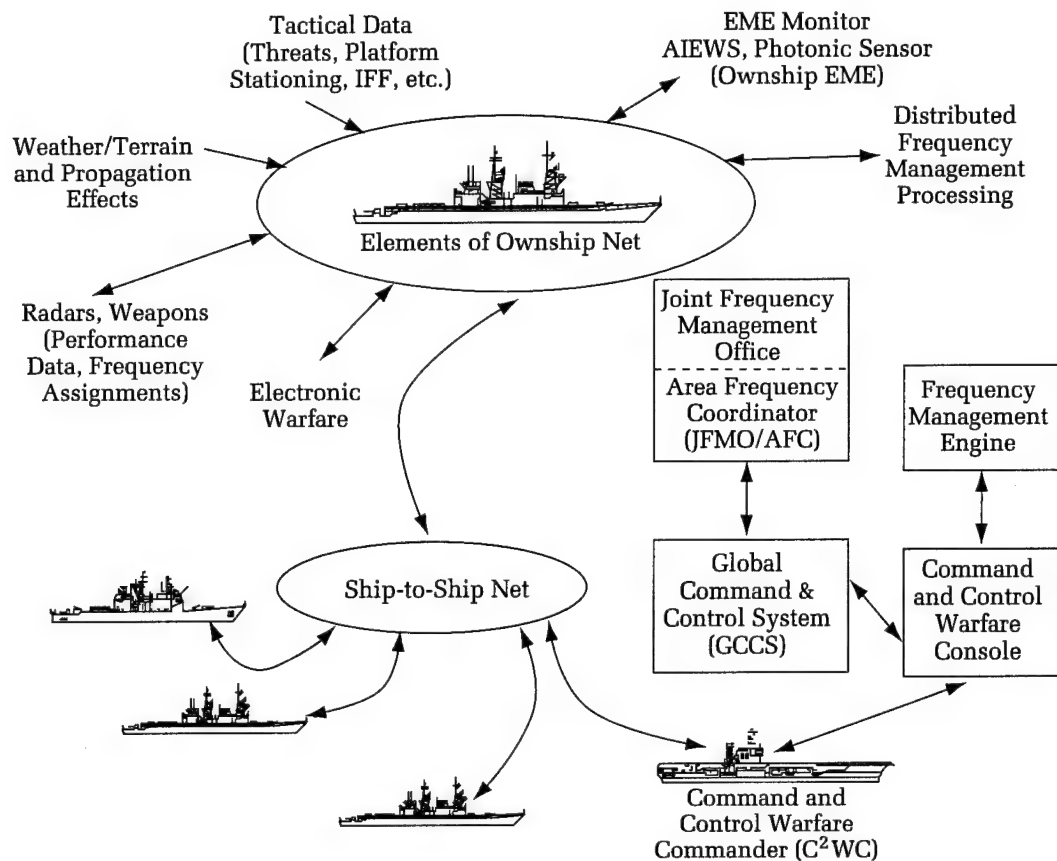 Tactical Data
(Threats, Platform
Stationing, IFF, etc.)
EME Monitor
AIEWS, Photonic Sensor
(Ownship EME)
Distributed
Frequency
Management
Processing
Weather/Terrain
and Propagation
Effects
Elements of Ownship Net
Radars, Weapons
(Performance
Data, Frequency
Assignments)
Electronic
Warfare
Joint Frequency
Management
Office
Area Frequency
Coordinator
(JFMO/AFC)
Frequency
Management
Engine
Ship-to-Ship Net
Global
Command &
Control System
(GCCS)
Command
and Control
Warfare
Console
Command and
Control Warfare
Commander (C²WC)